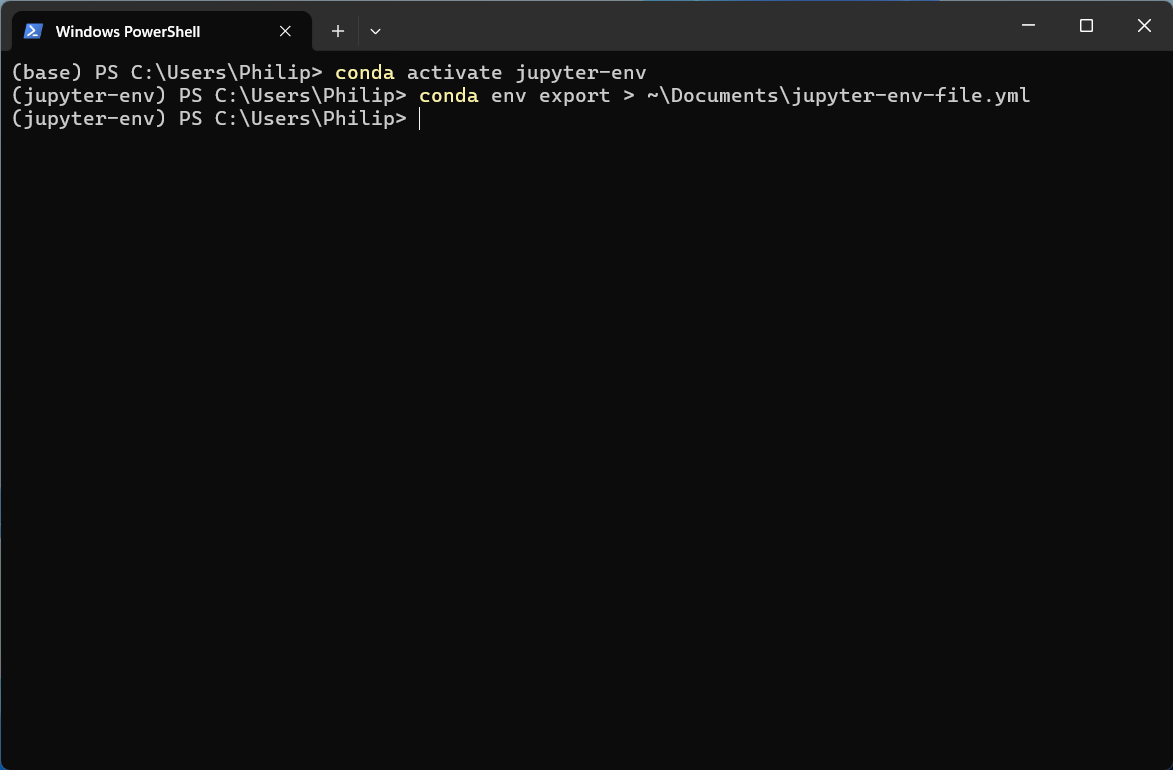 Windows PowerShell
(base) PS C:\Users\Philip> conda activate jupyter-env
(jupyter-env) PS C:\Users\Philip> conda env export > ~\Documents\jupyter-env-file.yml
(jupyter-env) PS C:\Users\Philip>